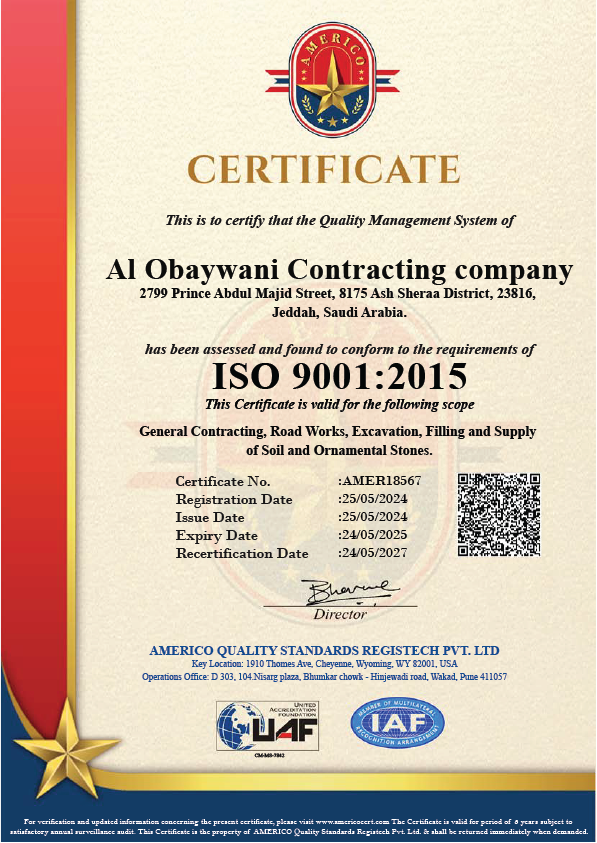 AMERICO
CERTIFICATE
This is to certify that the Quality Management System of
Al Obaywani Contracting company
2799 Prince Abdul Majid Street, 8175 Ash Sheraa District, 23816,
Jeddah, Saudi Arabia.
has been assessed and found to conform to the requirements of
ISO 9001:2015
This Certificate is valid for the following scope
General Contracting, Road Works, Excavation, Filling and Supply
of Soil and Ornamental Stones.
Certificate No. :AMER18567
Registration Date :25/05/2024
Issue Date :25/05/2024
Expiry Date :24/05/2025
Recertification Date :24/05/2027
Director
AMERICO QUALITY STANDARDS REGISTECH PVT. LTD
Key Location: 1910 Thomes Ave, Cheyenne, Wyoming, WY 82001, USA
Operations Office: D 303, 104.Nisarg plaza, Bhumkar chowk - Hinjewadi road, Wakad, Pune 411057
UNITED
ACCREDITATION
FOUNDATION
UAF
CM-MS-7842
MEMBER OF MULTILATERAL
IAF
RECOGNITION ARRANGEMENT
For verification and updated information concerning the present certificate, please visit www.americocert.com The Certificate is valid for period of 6 years subject to
satisfactory annual surveillance audit. This Certificate is the property of AMERICO Quality Standards Registech Pvt. Ltd. & shall be returned immediately when demanded.